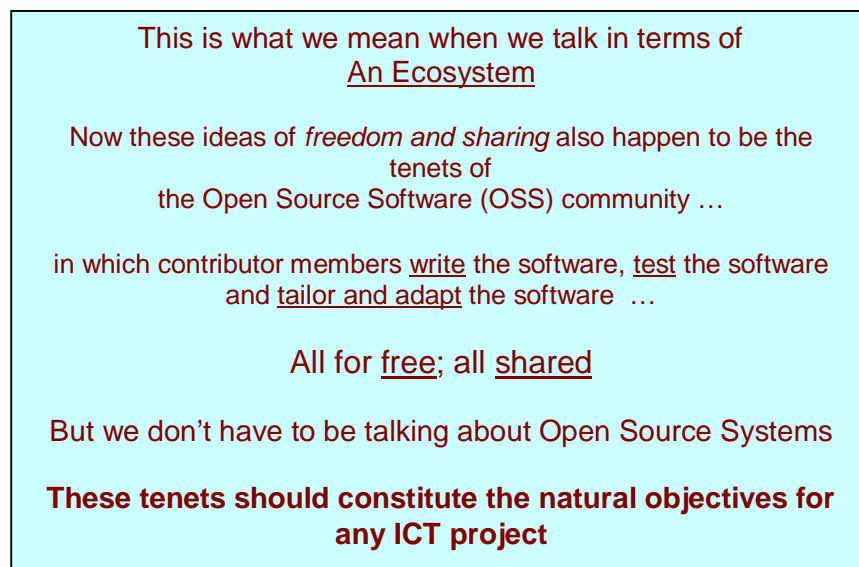 This is what we mean when we talk in terms of
An Ecosystem
Now these ideas of freedom and sharing also happen to be the
tenets of
the Open Source Software (OSS) community …
in which contributor members write the software, test the software
and tailor and adapt the software …
All for free; all shared
But we don’t have to be talking about Open Source Systems
These tenets should constitute the natural objectives for
any ICT project